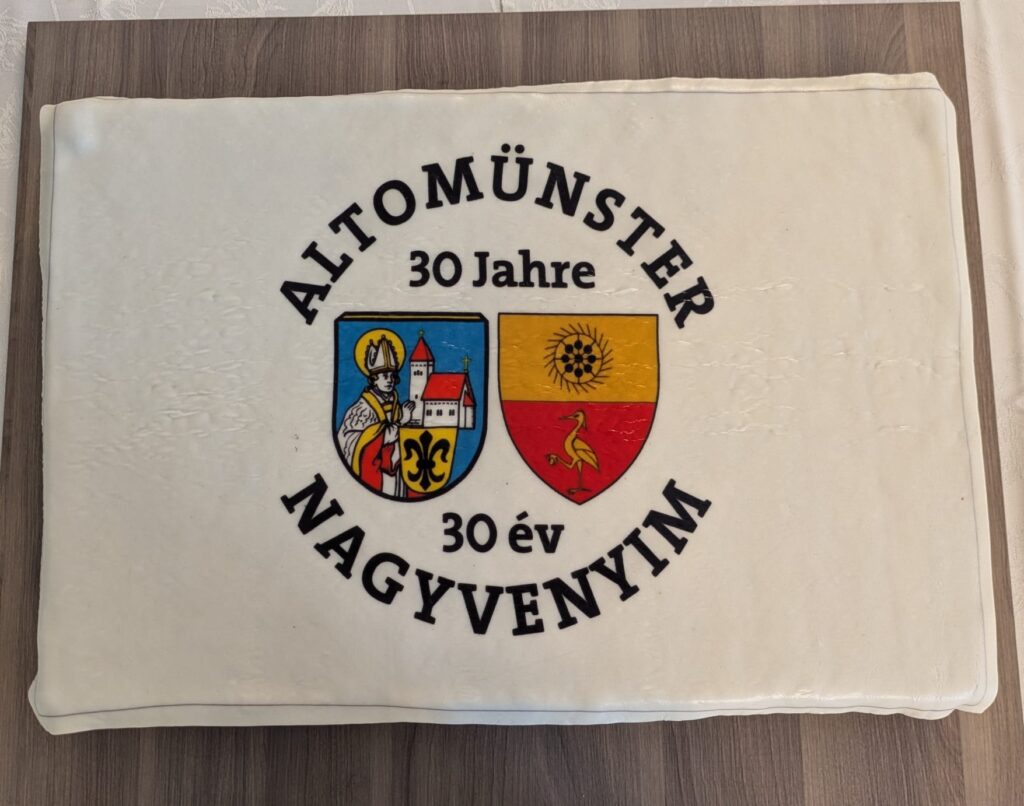 ALTOMÜNSTER
30 Jahre
30 év
NAGYVENYIM